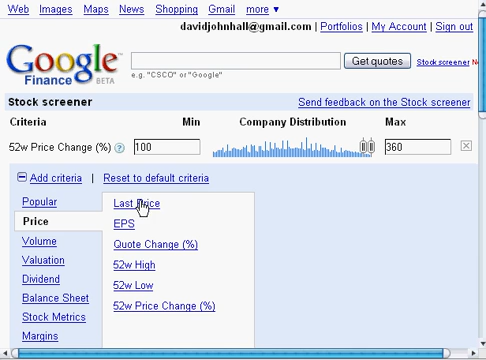 Web Images Maps News Shopping Gmail more ▼
davidjohnhall@gmail.com | Portfolios | My Account | Sign out
Google
Finance BETA
Get quotes
Stock screener
e.g. "CSCO" or "Google"
Stock screener
Send feedback on the Stock screener
Criteria Min Company Distribution Max
52w Price Change (%) ? 100 360
Add criteria | Reset to default criteria
Popular
Price
Volume
Valuation
Dividend
Balance Sheet
Stock Metrics
Margins
Last Price
EPS
Quote Change (%)
52w High
52w Low
52w Price Change (%)